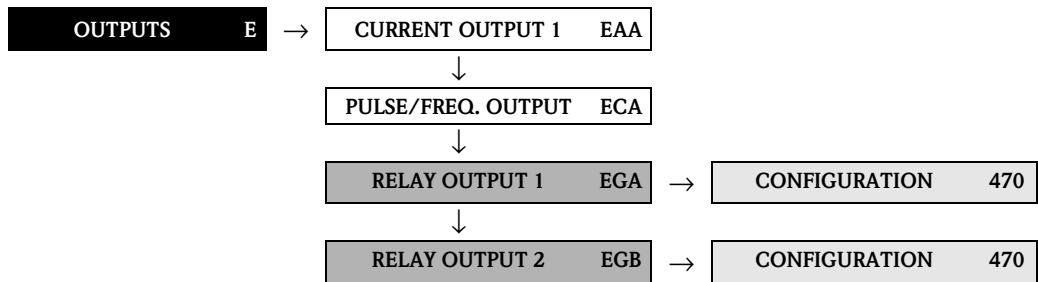 OUTPUTS E → CURRENT OUTPUT 1 EAA
↓
PULSE/FREQ. OUTPUT ECA
↓
RELAY OUTPUT 1 EGA → CONFIGURATION 470
↓
RELAY OUTPUT 2 EGB → CONFIGURATION 470